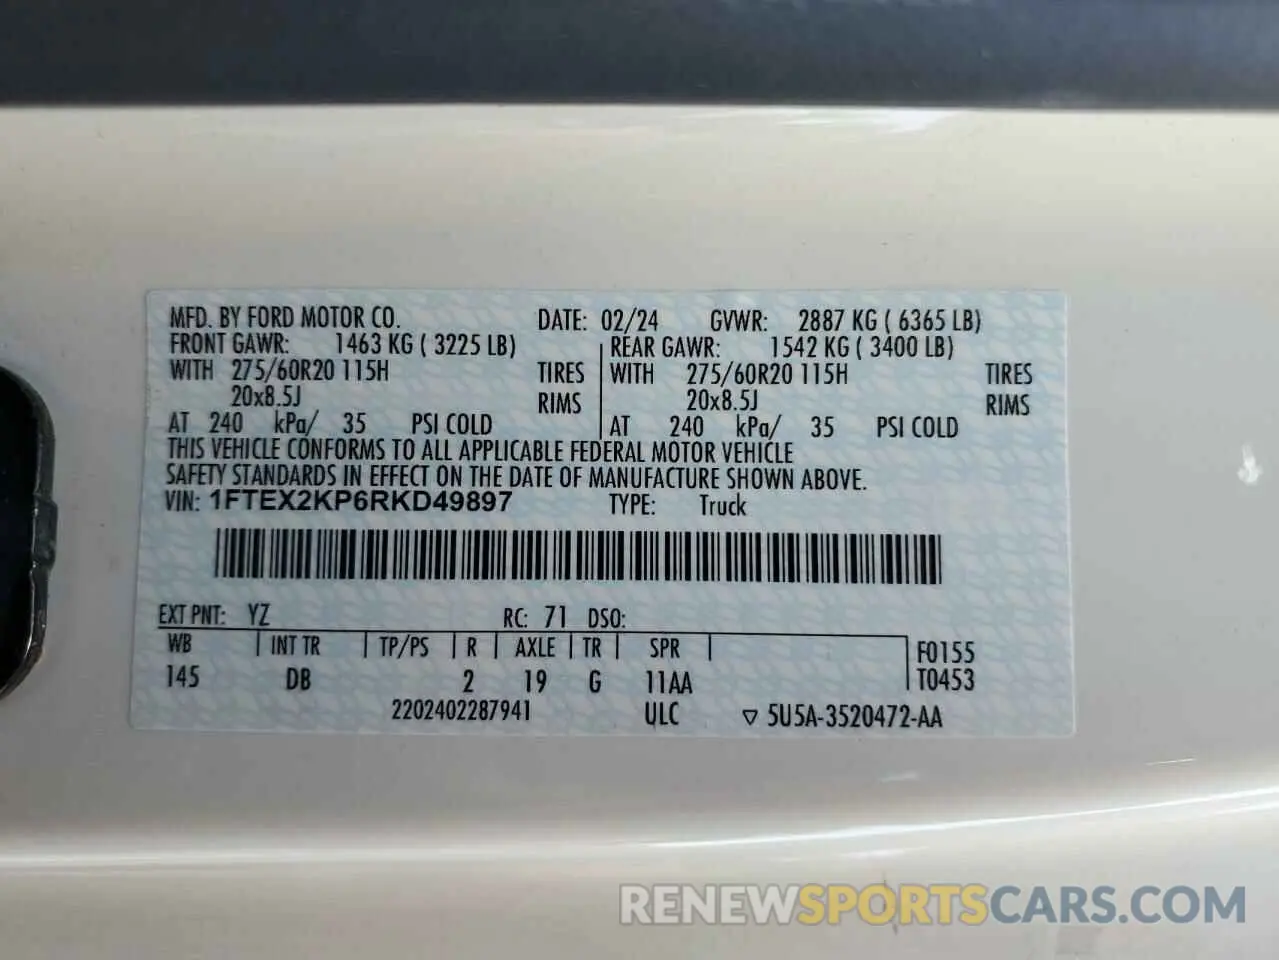 MFD. BY FORD MOTOR CO. DATE: 02/24 GVWR: 2887 KG ( 6365 LB)
FRONT GAWR: 1463 KG ( 3225 LB) REAR GAWR: 1542 KG ( 3400 LB)
WITH 275/60R20 115H TIRES WITH 275/60R20 115H TIRES
20x8.5J RIMS 20x8.5J RIMS
AT 240 kPa/ 35 PSI COLD AT 240 kPa/ 35 PSI COLD
THIS VEHICLE CONFORMS TO ALL APPLICABLE FEDERAL MOTOR VEHICLE
SAFETY STANDARDS IN EFFECT ON THE DATE OF MANUFACTURE SHOWN ABOVE.
VIN: 1FTEX2KP6RKD49897 TYPE: Truck
EXT PNT: YZ RC: 71 DSO:
WB INT TR TP/PS R AXLE TR SPR F0155
145 DB 2 19 G 11AA T0453
2202402287941 ULC ▽ 5U5A-3520472-AA
RENEWSPORTSCARS.COM